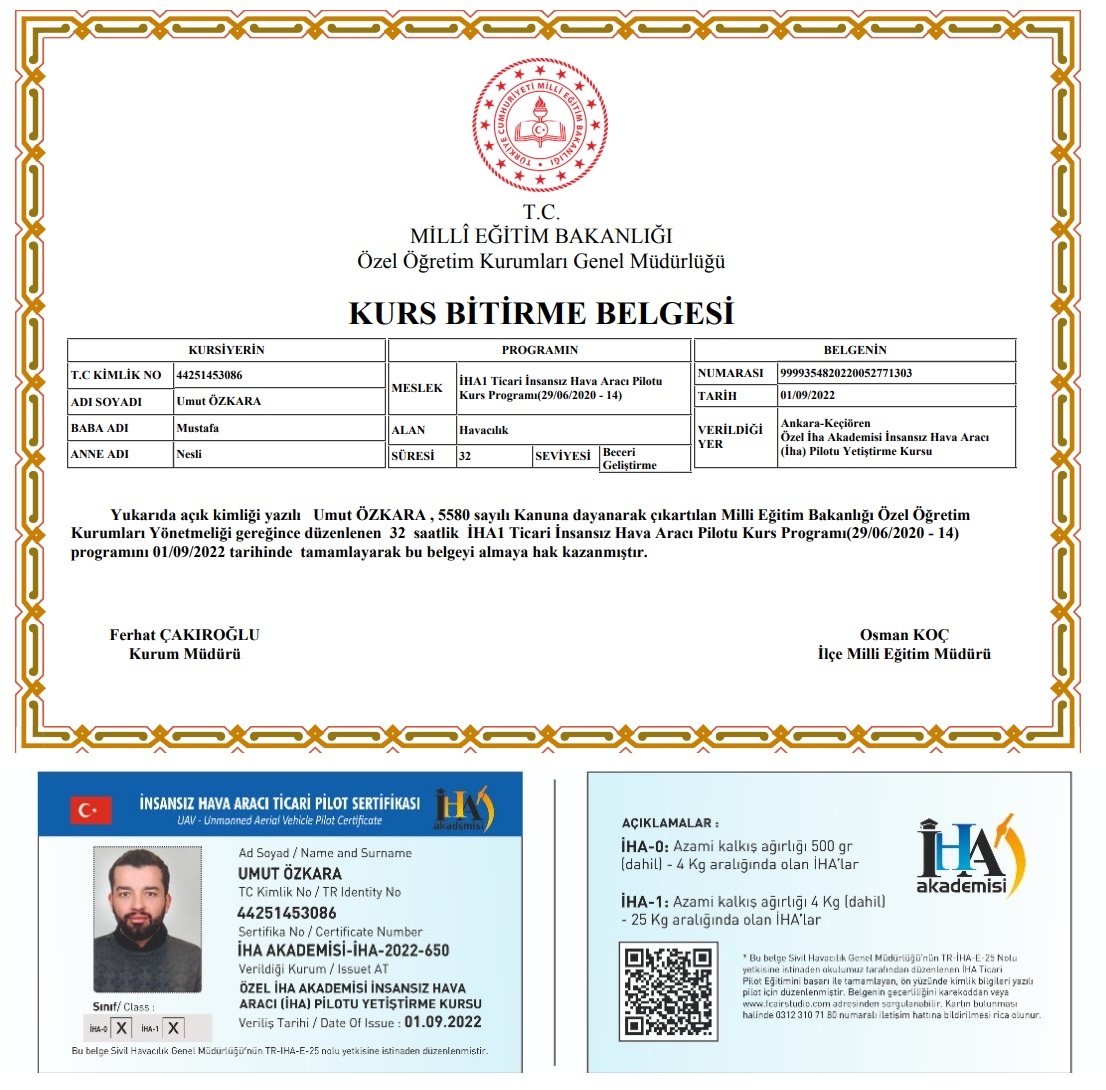 TÜRKİYE CUMHURİYETİ MİLLÎ EĞİTİM BAKANLIĞI
T.C.
MİLLÎ EĞİTİM BAKANLIĞI
Özel Öğretim Kurumları Genel Müdürlüğü
KURS BİTİRME BELGESİ
KURSİYERİN
T.C KİMLİK NO 44251453086
ADI SOYADI Umut ÖZKARA
BABA ADI Mustafa
ANNE ADI Nesli
PROGRAMIN
MESLEK İHA1 Ticari İnsansız Hava Aracı Pilotu
Kurs Programı(29/06/2020 - 14)
ALAN Havacılık
SÜRESİ 32 SEVİYESİ Beceri
Geliştirme
BELGENİN
NUMARASI 9999354820220052771303
TARİH 01/09/2022
VERİLDİĞİ YER Ankara-Keçiören
Özel İha Akademisi İnsansız Hava Aracı
(İha) Pilotu Yetiştirme Kursu
Yukarıda açık kimliği yazılı Umut ÖZKARA , 5580 sayılı Kanuna dayanarak çıkartılan Milli Eğitim Bakanlığı Özel Öğretim
Kurumları Yönetmeliği gereğince düzenlenen 32 saatlik İHA1 Ticari İnsansız Hava Aracı Pilotu Kurs Programı(29/06/2020 - 14)
programını 01/09/2022 tarihinde tamamlayarak bu belgeyi almaya hak kazanmıştır.
Ferhat ÇAKIROĞLU
Kurum Müdürü
Osman KOÇ
İlçe Milli Eğitim Müdürü
İNSANSIZ HAVA ARACI TİCARİ PİLOT SERTİFİKASI
UAV - Unmanned Aerial Vehicle Pilot Certificate
İHA
akademisi
Ad Soyad / Name and Surname
UMUT ÖZKARA
TC Kimlik No / TR Identity No
44251453086
Sertifika No / Certificate Number
İHA AKADEMİSİ-İHA-2022-650
Verildiği Kurum / Issuet AT
ÖZEL İHA AKADEMİSİ İNSANSIZ HAVA
ARACI (İHA) PİLOTU YETİŞTİRME KURSU
Veriliş Tarihi / Date Of Issue : 01.09.2022
Sınıf/ Class :
İHA-0 X İHA-1 X
Bu belge Sivil Havacılık Genel Müdürlüğü'nün TR-IHA-E-25 nolu yetkisine istinaden düzenlenmiştir.
AÇIKLAMALAR :
İHA-0: Azami kalkış ağırlığı 500 gr
(dahil) - 4 Kg aralığında olan İHA'lar
İHA-1: Azami kalkış ağırlığı 4 Kg (dahil)
- 25 Kg aralığında olan İHA'lar
İHA
akademisi
* Bu belge Sivil Havacılık Genel Müdürlüğü'nün TR-İHA-E-25 Nolu
yetkisine istinaden okulumuz tarafından düzenlenen İHA Ticari
Pilot Eğitimini başarı ile tamamlayan, ön yüzünde kimlik bilgileri yazılı
pilot için düzenlenmiştir. Belgenin geçerliliğini karekoddan veya
www.fcairstudio.com adresinden sorgulanabilir. Kartın bulunması
halinde 0312 310 71 80 numaralı iletişim hattına bildirilmesi rica olunur.